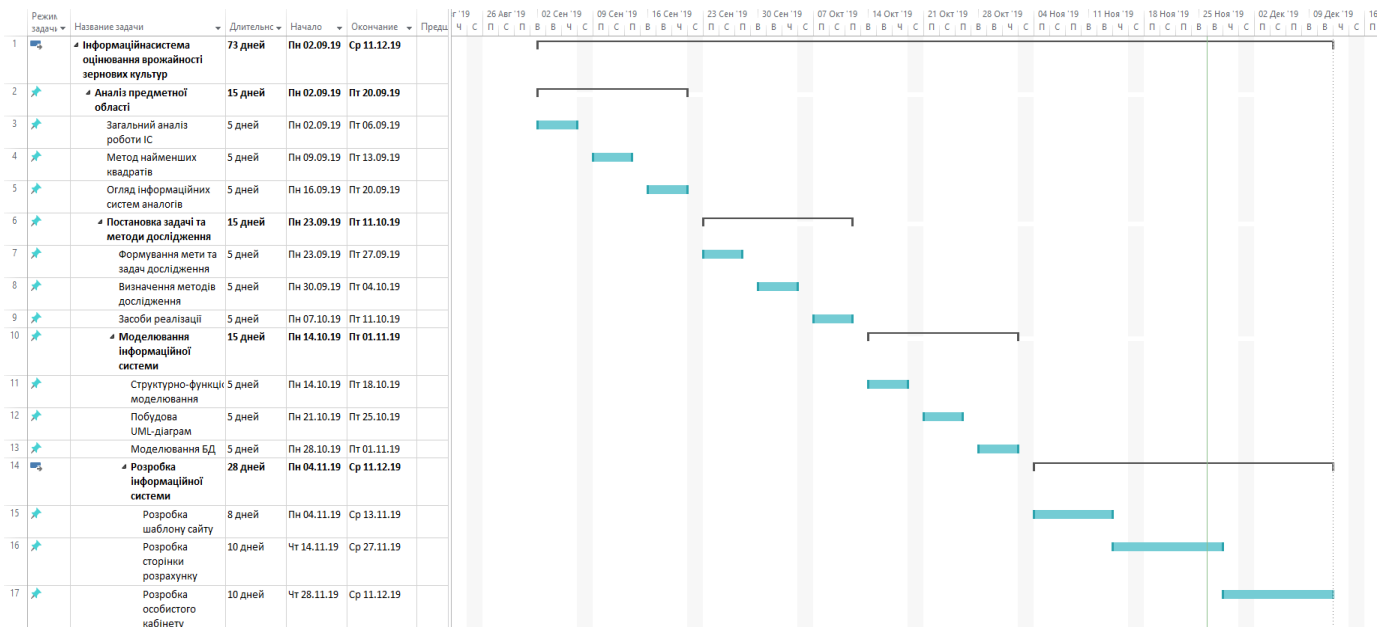 Режим
задачи Название задачи Длительнс Начало Окончание Предш
г '19 26 Авг '19 02 Сен '19 09 Сен '19 16 Сен '19 23 Сен '19 30 Сен '19 07 Окт '19 14 Окт '19 21 Окт '19 28 Окт '19 04 Ноя '19 11 Ноя '19 18 Ноя '19 25 Ноя '19 02 Дек '19 09 Дек '19 16
Ч С П С П В В Ч С П С П В В Ч С П С П В В Ч С П С П В В Ч С П С П В В Ч С П С П В В Ч С П С П В В Ч С П С П В В Ч С П
1 Інформаційнасистема 73 дней Пн 02.09.19 Ср 11.12.19
оцінювання врожайності
зернових культур
2 Аналіз предметної 15 дней Пн 02.09.19 Пт 20.09.19
області
3 Загальний аналіз 5 дней Пн 02.09.19 Пт 06.09.19
роботи ІС
4 Метод найменших 5 дней Пн 09.09.19 Пт 13.09.19
квадратів
5 Огляд інформаційних 5 дней Пн 16.09.19 Пт 20.09.19
систем аналогів
6 Постановка задачі та 15 дней Пн 23.09.19 Пт 11.10.19
методи дослідження
7 Формування мети та 5 дней Пн 23.09.19 Пт 27.09.19
задач дослідження
8 Визначення методів 5 дней Пн 30.09.19 Пт 04.10.19
дослідження
9 Засоби реалізації 5 дней Пн 07.10.19 Пт 11.10.19
10 Моделювання 15 дней Пн 14.10.19 Пт 01.11.19
інформаційної
системи
11 Структурно-функціс 5 дней Пн 14.10.19 Пт 18.10.19
моделювання
12 Побудова 5 дней Пн 21.10.19 Пт 25.10.19
UML-діаграм
13 Моделювання БД 5 дней Пн 28.10.19 Пт 01.11.19
14 Розробка 28 дней Пн 04.11.19 Ср 11.12.19
інформаційної
системи
15 Розробка 8 дней Пн 04.11.19 Ср 13.11.19
шаблону сайту
16 Розробка 10 дней Чт 14.11.19 Ср 27.11.19
сторінки
розрахунку
17 Розробка 10 дней Чт 28.11.19 Ср 11.12.19
особистого
кабінету